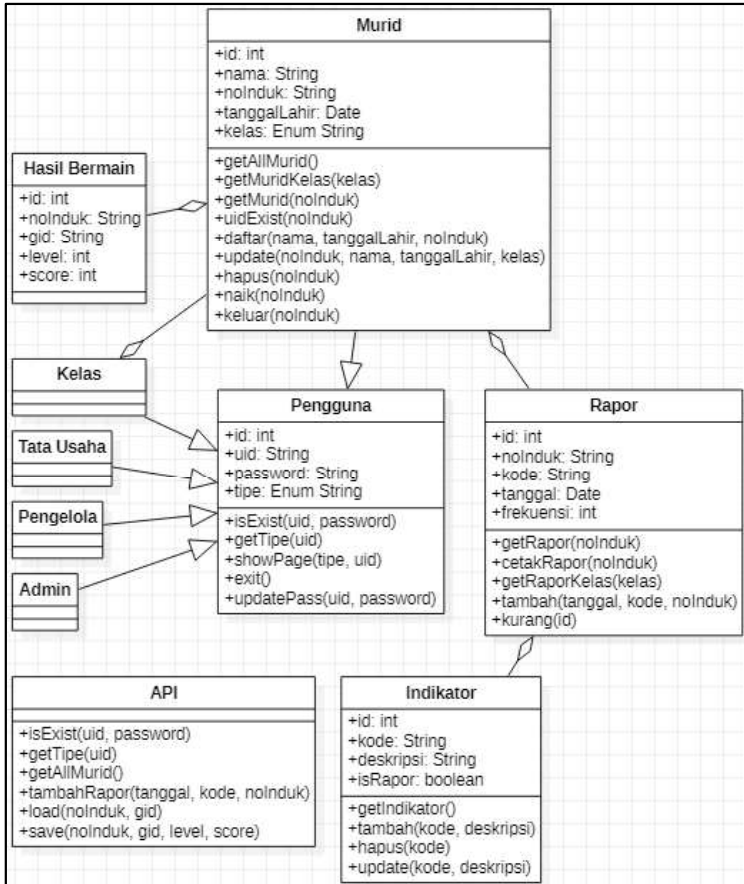 Murid
+id: int
+nama: String
+noInduk: String
+tanggalLahir: Date
+kelas: Enum String
+getAllMurid()
+getMuridKelas(kelas)
+getMurid(noInduk)
+uidExist(noInduk)
+daftar(nama, tanggalLahir, noInduk)
+update(noInduk, nama, tanggalLahir, kelas)
+hapus(noInduk)
+naik(noInduk)
+keluar(noInduk)
Hasil Bermain
+id: int
+noInduk: String
+gid: String
+level: int
+score: int
Kelas
Tata Usaha
Pengelola
Admin
Pengguna
+id: int
+uid: String
+password: String
+tipe: Enum String
+isExist(uid, password)
+getTipe(uid)
+showPage(tipe, uid)
+exit()
+updatePass(uid, password)
Rapor
+id: int
+noInduk: String
+kode: String
+tanggal: Date
+frekuensi: int
+getRapor(noInduk)
+cetakRapor(noInduk)
+getRaporKelas(kelas)
+tambah(tanggal, kode, noInduk)
+kurang(id)
API
+isExist(uid, password)
+getTipe(uid)
+getAllMurid()
+tambahRapor(tanggal, kode, noInduk)
+load(noInduk, gid)
+save(noInduk, gid, level, score)
Indikator
+id: int
+kode: String
+deskripsi: String
+isRapor: boolean
+getIndikator()
+tambah(kode, deskripsi)
+hapus(kode)
+update(kode, deskripsi)